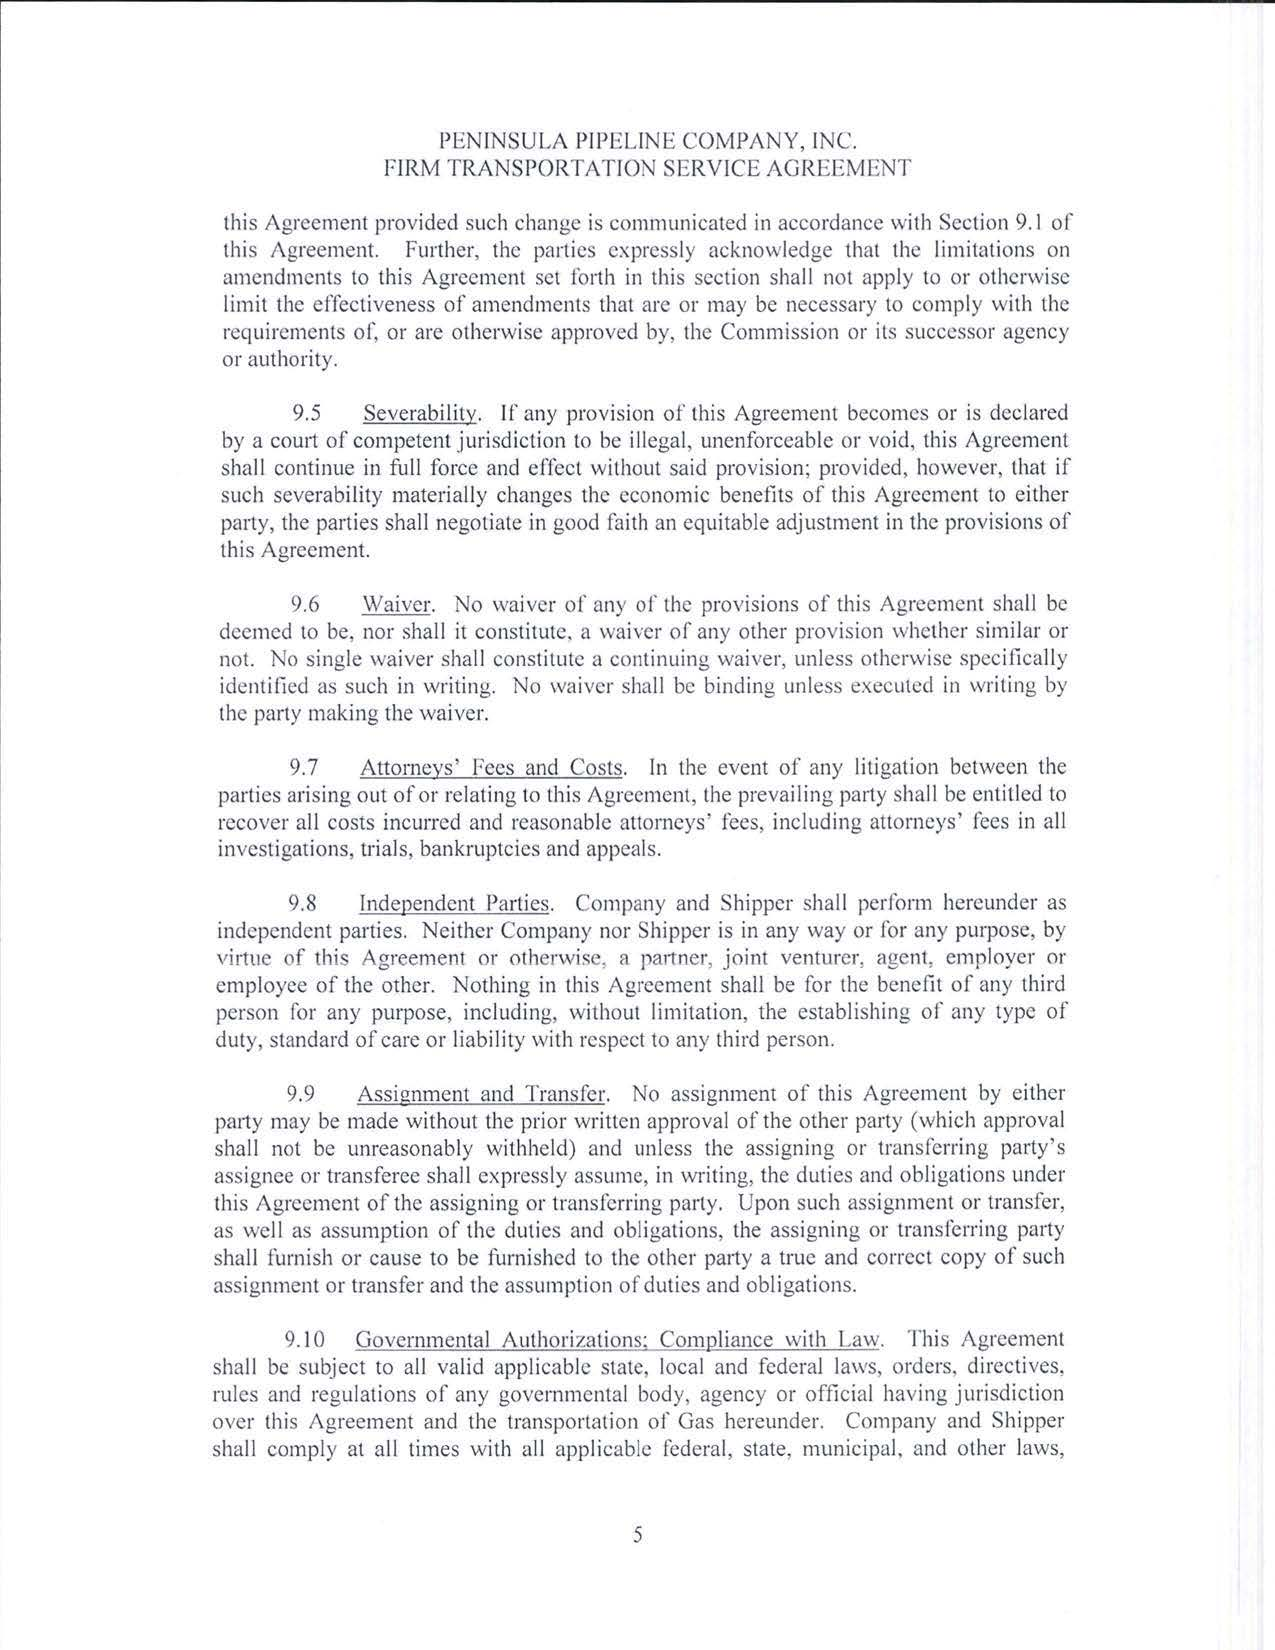 PENINSULA PIPELINE COMPANY, INC.
FIRM TRANSPORTATION SERVICE AGREEMENT
this Agreement provided such change is communicated in accordance with Section 9.1 of
this Agreement. Further, the parties expressly acknowledge that the limitations on
amendments to this Agreement set forth in this section shall not apply to or otherwise
limit the effectiveness of amendments that are or may be necessary to comply with the
requirements of, or are otherwise approved by, the Commission or its successor agency
or authority.
9.5 Severability. If any provision of this Agreement becomes or is declared
by a court of competent jurisdiction to be illegal, unenforceable or void, this Agreement
shall continue in full force and effect without said provision; provided, however, that if
such severability materially changes the economic benefits of this Agreement to either
party, the parties shall negotiate in good faith an equitable adjustment in the provisions of
this Agreement.
9.6 Waiver. No waiver of any of the provisions of this Agreement shall be
deemed to be, nor shall it constitute, a waiver of any other provision whether similar or
not. No single waiver shall constitute a continuing waiver, unless otherwise specifically
identified as such in writing. No waiver shall be binding unless executed in writing by
the party making the waiver.
9.7 Attorneys' Fees and Costs. In the event of any litigation between the
parties arising out of or relating to this Agreement, the prevailing party shall be entitled to
recover all costs incurred and reasonable attorneys' fees, including attorneys' fees in all
investigations, trials, bankruptcies and appeals.
9.8 Independent Parties. Company and Shipper shall perform hereunder as
independent parties. Neither Company nor Shipper is in any way or for any purpose, by
virtue of this Agreement or otherwise, a partner, joint venturer, agent, employer or
employee of the other. Nothing in this Agreement shall be for the benefit of any third
person for any purpose, including, without limitation, the establishing of any type of
duty, standard of care or liability with respect to any third person.
9.9 Assignment and Transfer. No assignment of this Agreement by either
party may be made without the prior written approval of the other party (which approval
shall not be unreasonably withheld) and unless the assigning or transferring party's
assignee or transferee shall expressly assume, in writing, the duties and obligations under
this Agreement of the assigning or transferring party. Upon such assignment or transfer,
as well as assumption of the duties and obligations, the assigning or transferring party
shall furnish or cause to be furnished to the other party a true and correct copy of such
assignment or transfer and the assumption of duties and obligations.
9.10 Governmental Authorizations; Compliance with Law. This Agreement
shall be subject to all valid applicable state, local and federal laws, orders, directives,
rules and regulations of any governmental body, agency or official having jurisdiction
over this Agreement and the transportation of Gas hereunder. Company and Shipper
shall comply at all times with all applicable federal, state, municipal, and other laws,
5